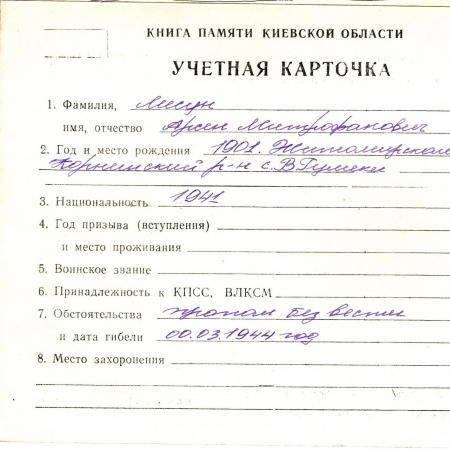 КНИГА ПАМЯТИ КИЕВСКОЙ ОБЛАСТИ
УЧЕТНАЯ КАРТОЧКА
1. Фамилия, Мисун
имя, отчество Арсен Митрофанович
2. Год и место рождения 1901. Житомирская
Корнинский р-н с. В.
3. Национальность 1941
4. Год призыва (вступления)
и место проживания
5. Воинское звание
6. Принадлежность к КПСС, ВЛКСМ
7. Обстоятельства пропал без вести
и дата гибели 00.03.1944 год
8. Место захоронения